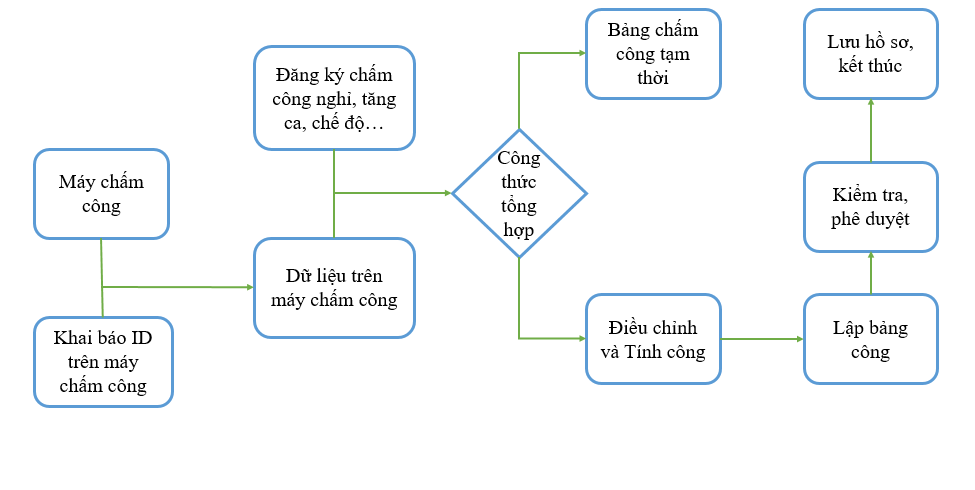 Máy chấm
công
Khai báo ID
trên máy
chấm công
Đăng ký chấm
công nghỉ, tăng
ca, chế độ…
Dữ liệu trên
máy chấm công
Công
thức
tổng
hợp
Bảng chấm
công tạm
thời
Điều chỉnh
và Tính công
Lập bảng
công
Kiểm tra,
phê duyệt
Lưu hồ sơ,
kết thúc